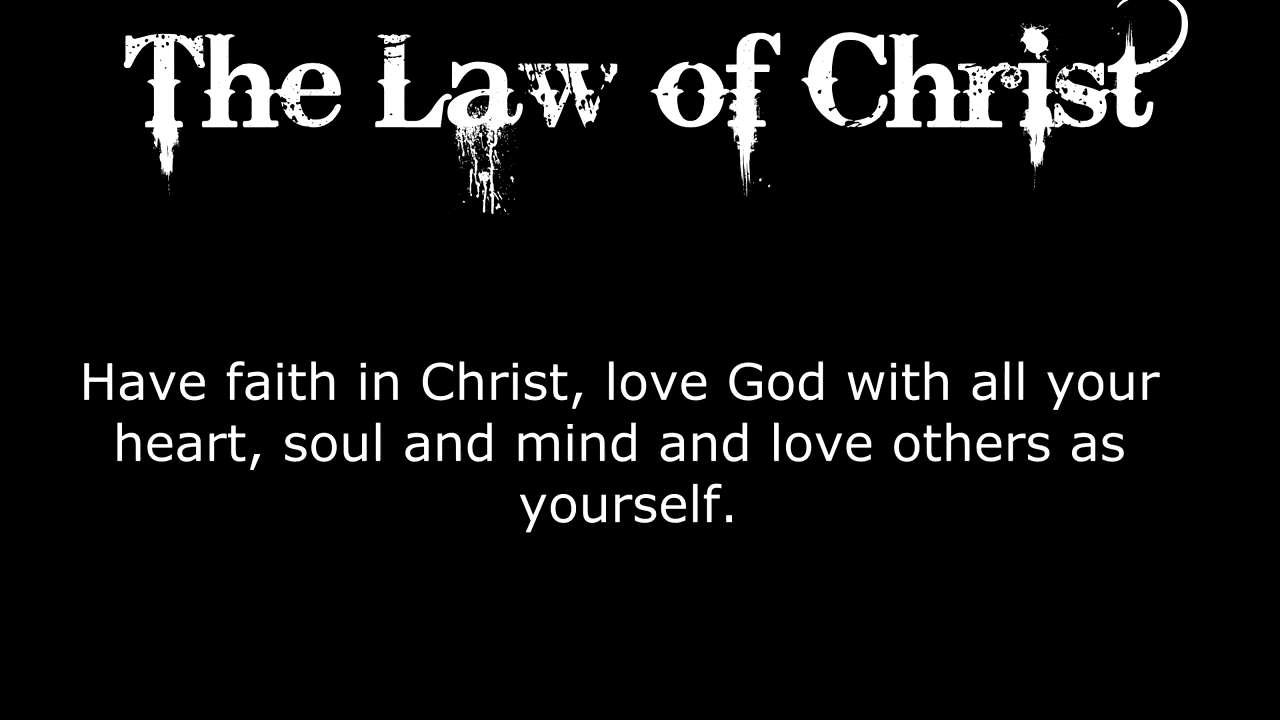 The Law of Christ
Have faith in Christ, love God with all your
heart, soul and mind and love others as
yourself.